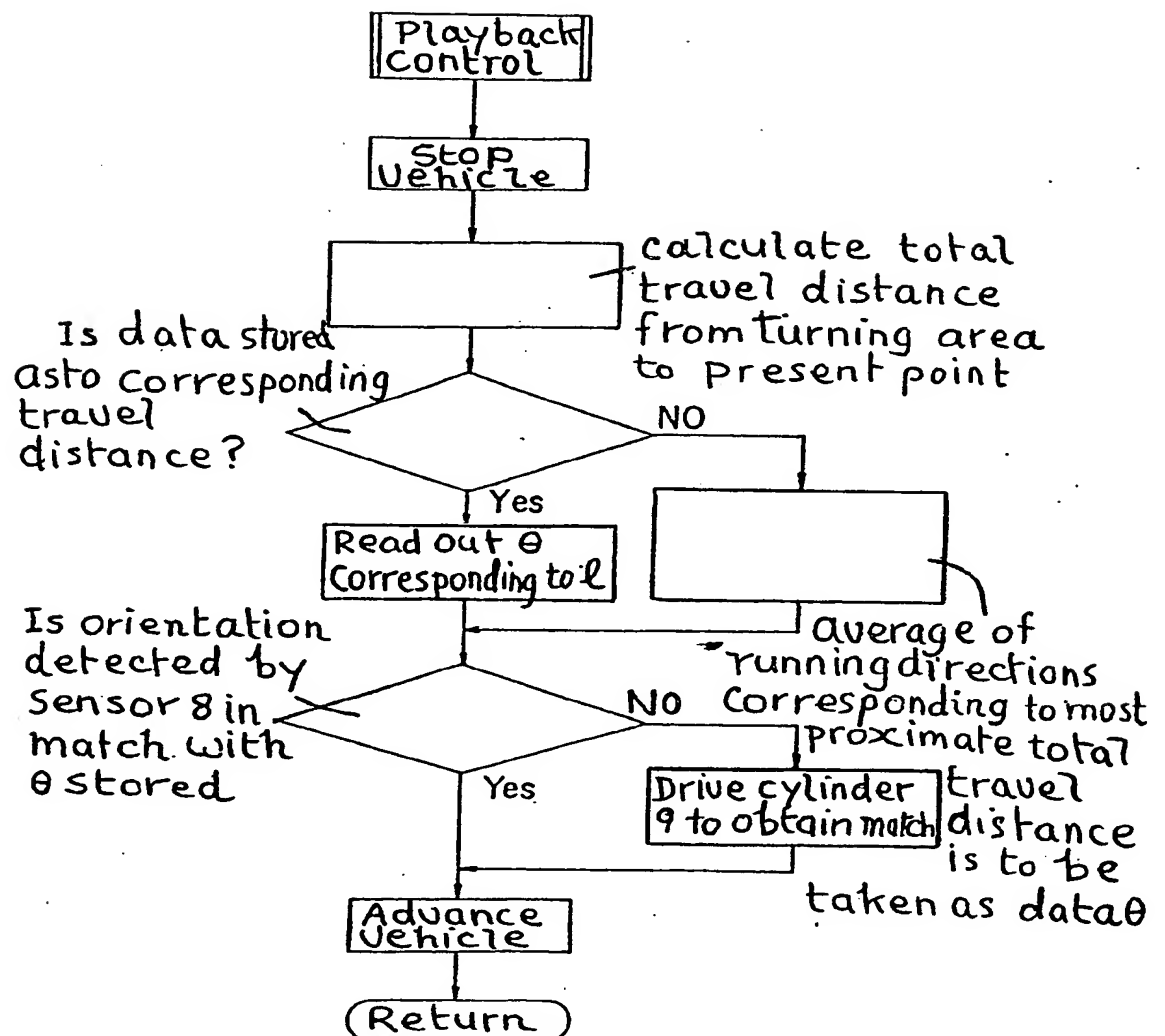 Playback
Control
Stop
Vehicle
calculate total
travel distance
from turning area
to present point
Is data stored
asto corresponding
travel
distance?
NO
Yes
Read out θ
Corresponding to l
average of
running directions
corresponding to most
proximate total
travel
distance
is to be
taken as data θ
Is orientation
detected by
sensor 8 in
match with
θ stored
NO
Yes
Drive cylinder
9 to obtain match
Advance
Vehicle
Return